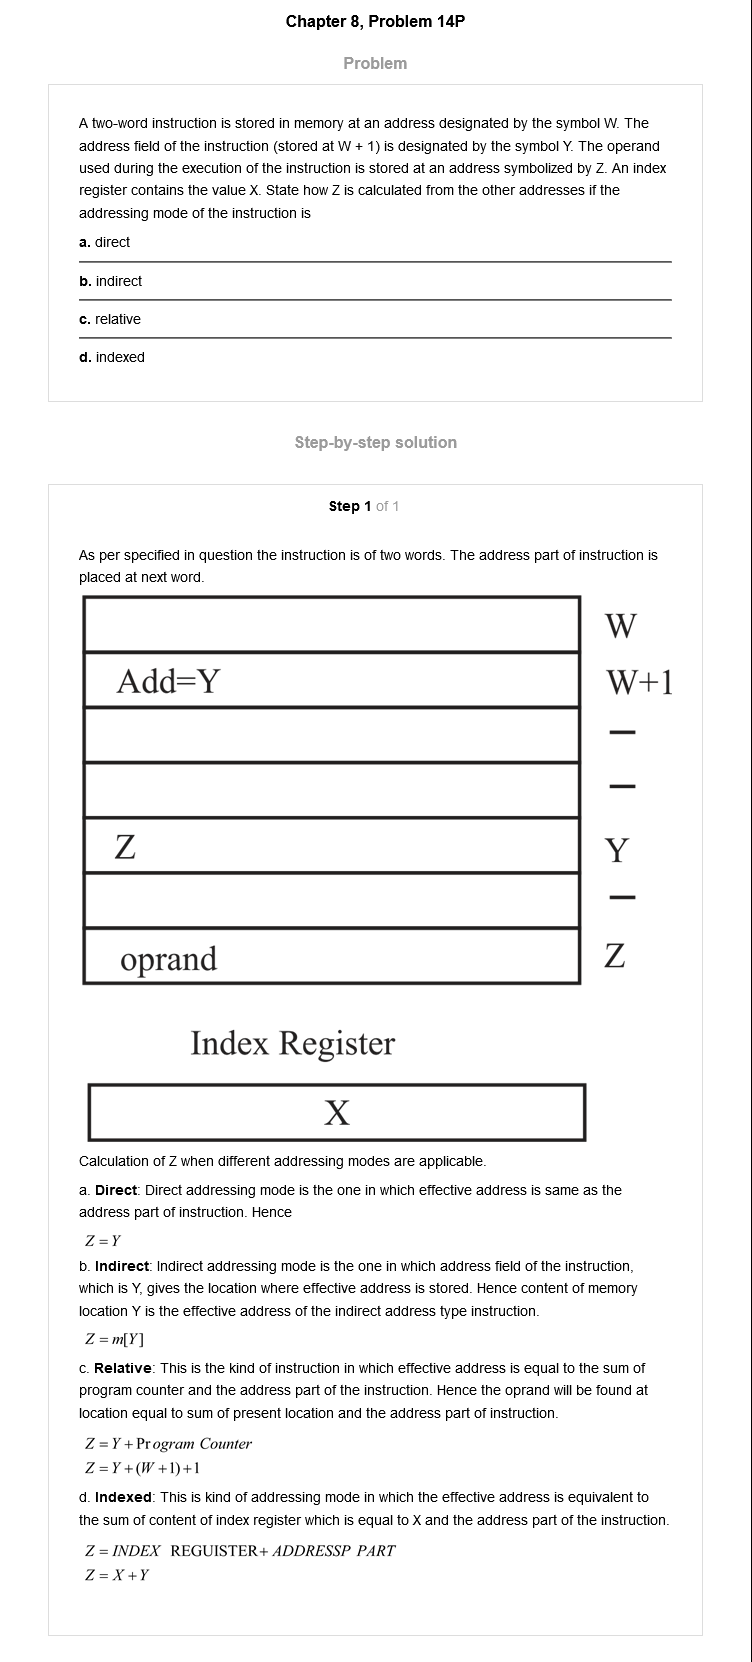 Chapter 8, Problem 14P
Problem
A two-word instruction is stored in memory at an address designated by the symbol W. The
address field of the instruction (stored at W + 1) is designated by the symbol Y. The operand
used during the execution of the instruction is stored at an address symbolized by Z. An index
register contains the value X. State how Z is calculated from the other addresses if the
addressing mode of the instruction is
a. direct
b. indirect
c. relative
d. indexed
Step-by-step solution
Step 1 of 1
As per specified in question the instruction is of two words. The address part of instruction is
placed at next word.
W
Add=Y W+1
–
–
Z Y
–
oprand Z
Index Register
X
Calculation of Z when different addressing modes are applicable.
a. Direct: Direct addressing mode is the one in which effective address is same as the
address part of instruction. Hence
Z = Y
b. Indirect: Indirect addressing mode is the one in which address field of the instruction,
which is Y, gives the location where effective address is stored. Hence content of memory
location Y is the effective address of the indirect address type instruction.
Z = m[Y]
c. Relative: This is the kind of instruction in which effective address is equal to the sum of
program counter and the address part of the instruction. Hence the oprand will be found at
location equal to sum of present location and the address part of instruction.
Z = Y + Program Counter
Z = Y + (W + 1) + 1
d. Indexed: This is kind of addressing mode in which the effective address is equivalent to
the sum of content of index register which is equal to X and the address part of the instruction.
Z = INDEX REGUISTER+ ADDRESSP PART
Z = X + Y